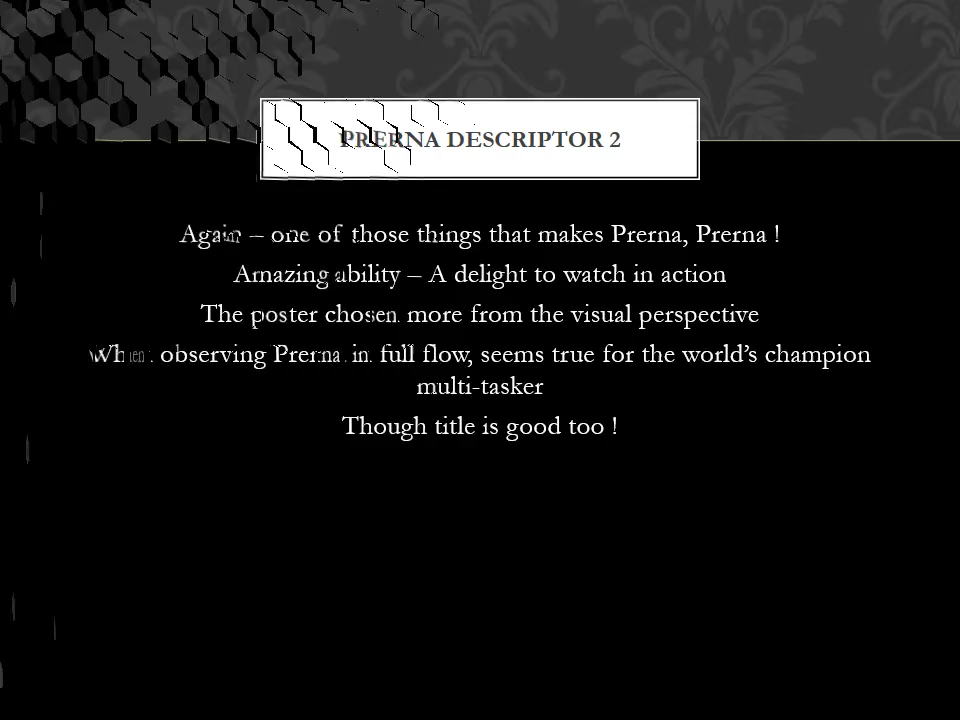 PRERNA DESCRIPTOR 2
Again – one of those things that makes Prerna, Prerna !
Amazing ability – A delight to watch in action
The poster chosen more from the visual perspective
When observing Prerna in full flow, seems true for the world’s champion
multi-tasker
Though title is good too !